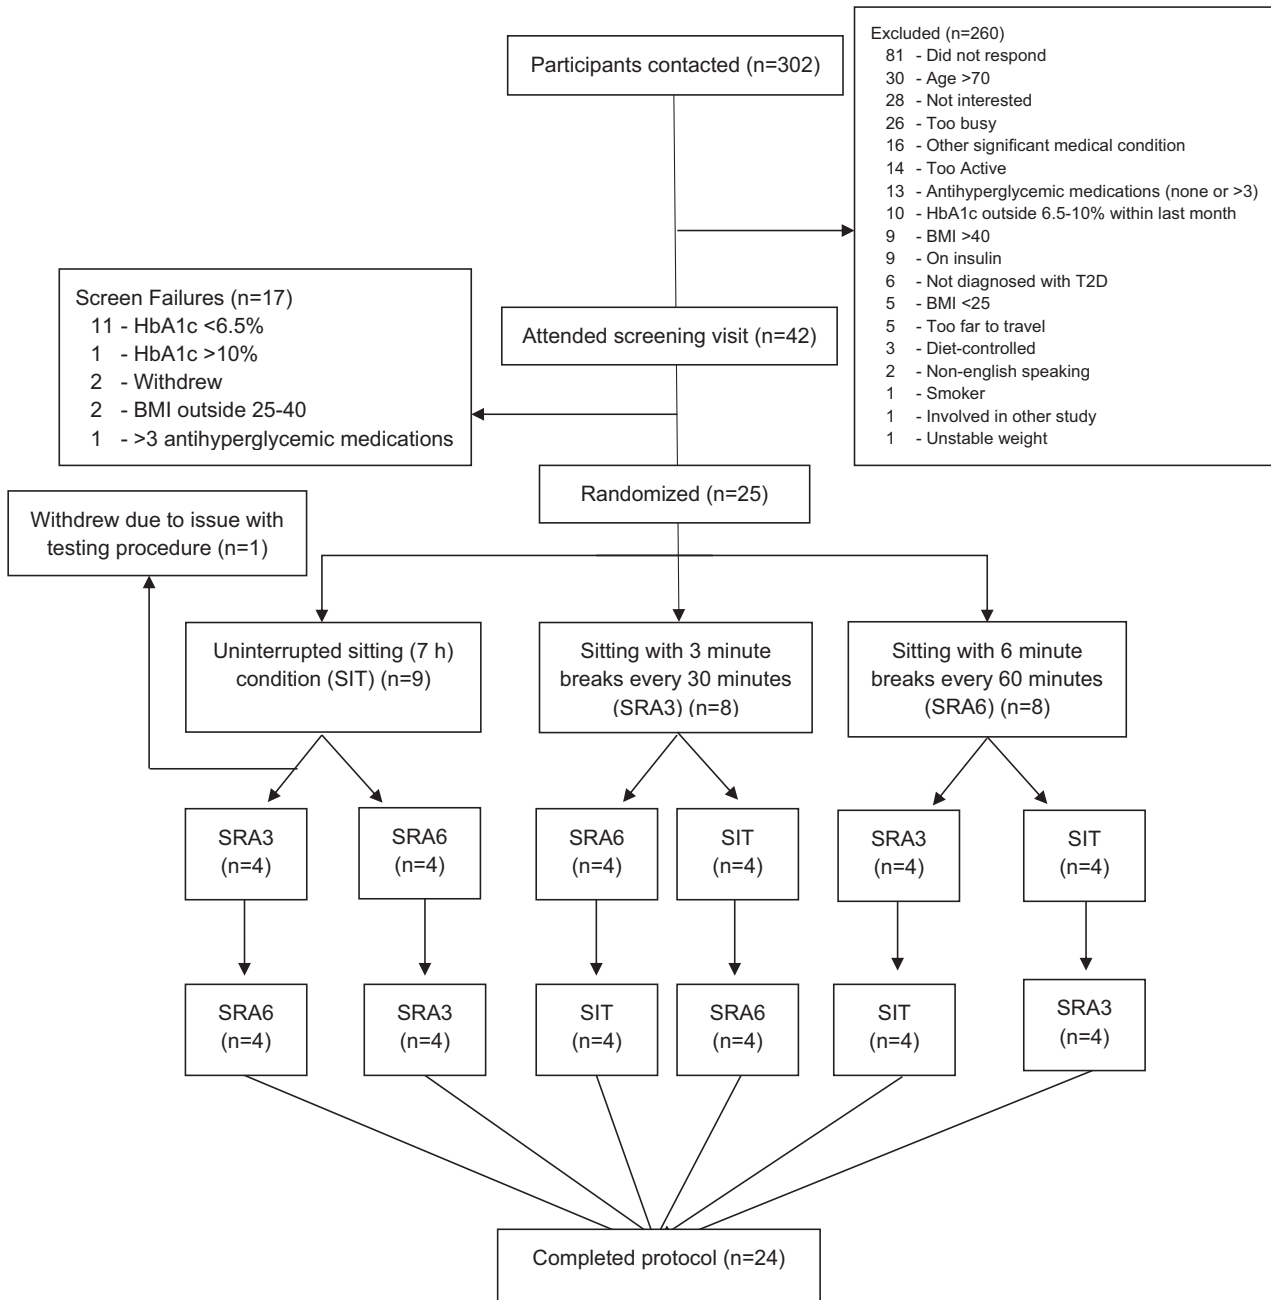 Participants contacted (n=302)
Excluded (n=260)
81 - Did not respond
30 - Age >70
28 - Not interested
26 - Too busy
16 - Other significant medical condition
14 - Too Active
13 - Antihyperglycemic medications (none or >3)
10 - HbA1c outside 6.5-10% within last month
9 - BMI >40
9 - On insulin
6 - Not diagnosed with T2D
5 - BMI <25
5 - Too far to travel
3 - Diet-controlled
2 - Non-english speaking
1 - Smoker
1 - Involved in other study
1 - Unstable weight
Screen Failures (n=17)
11 - HbA1c <6.5%
1 - HbA1c >10%
2 - Withdrew
2 - BMI outside 25-40
1 - >3 antihyperglycemic medications
Attended screening visit (n=42)
Randomized (n=25)
Withdrew due to issue with
testing procedure (n=1)
Uninterrupted sitting (7 h)
condition (SIT) (n=9)
Sitting with 3 minute
breaks every 30 minutes
(SRA3) (n=8)
Sitting with 6 minute
breaks every 60 minutes
(SRA6) (n=8)
SRA3
(n=4)
SRA6
(n=4)
SRA6
(n=4)
SIT
(n=4)
SRA3
(n=4)
SIT
(n=4)
SRA6
(n=4)
SRA3
(n=4)
SIT
(n=4)
SRA6
(n=4)
SIT
(n=4)
SRA3
(n=4)
Completed protocol (n=24)